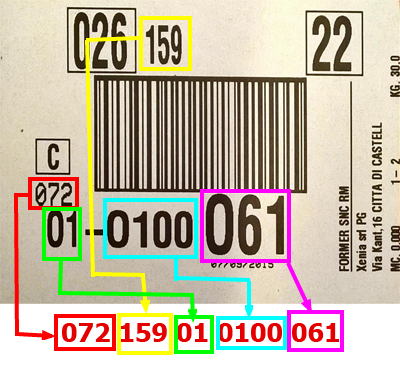 026 159 22
C
072
01-0100 061
07/09/2015
FORMER SNC RM
Xenia srl PG
Via Kant,16 CITTA DI CASTELL
MC. 0.000 1- 2 KG. 30.0
072 159 01 0100 061